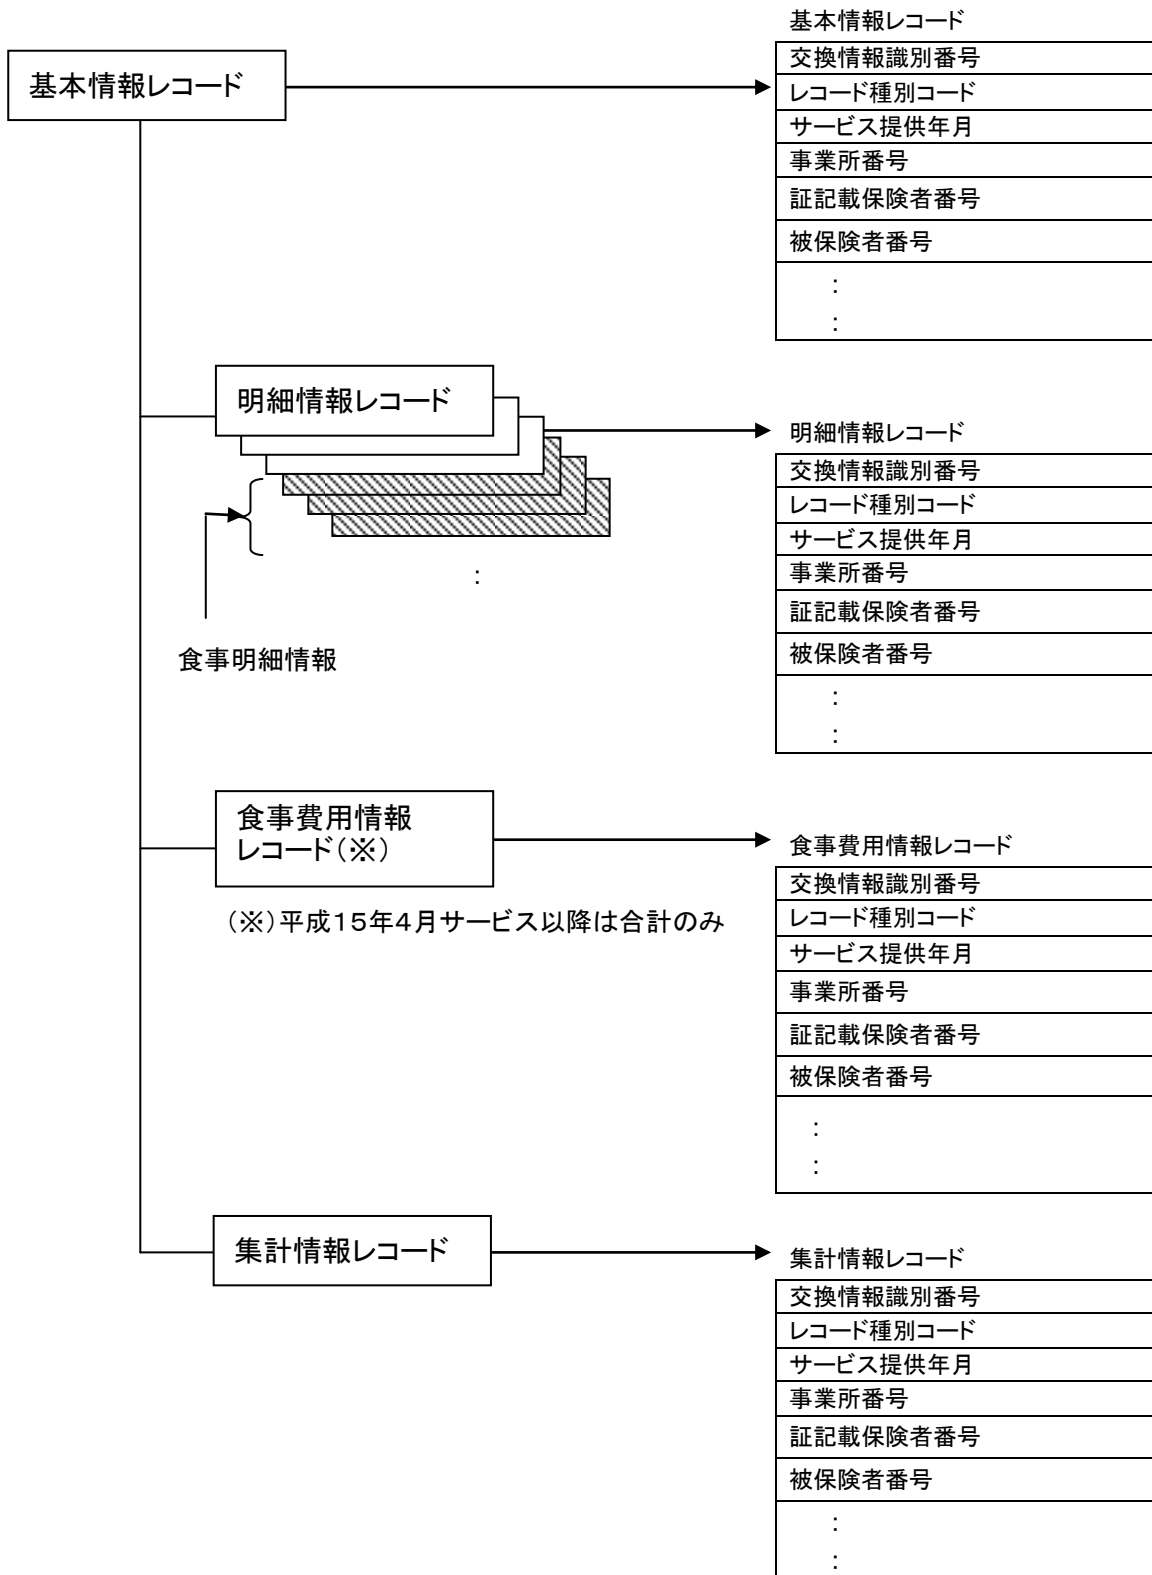 基本情報レコード
基本情報レコード
交換情報識別番号
レコード種別コード
サービス提供年月
事業所番号
証記載保険者番号
被保険者番号
:
:
明細情報レコード
:
食事明細情報
明細情報レコード
交換情報識別番号
レコード種別コード
サービス提供年月
事業所番号
証記載保険者番号
被保険者番号
:
:
食事費用情報
レコード(※)
(※)平成15年4月サービス以降は合計のみ
食事費用情報レコード
交換情報識別番号
レコード種別コード
サービス提供年月
事業所番号
証記載保険者番号
被保険者番号
:
:
集計情報レコード
集計情報レコード
交換情報識別番号
レコード種別コード
サービス提供年月
事業所番号
証記載保険者番号
被保険者番号
:
: